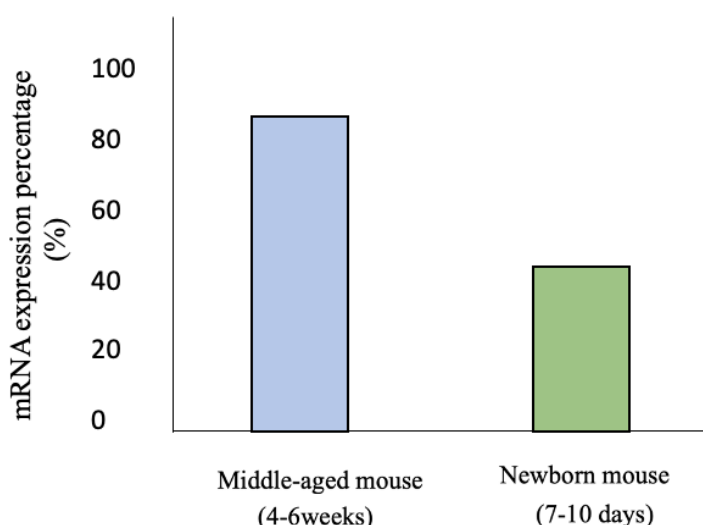 mRNA expression percentage
(%)
100
80
60
40
20
0
Middle-aged mouse
(4-6weeks)
Newborn mouse
(7-10 days)